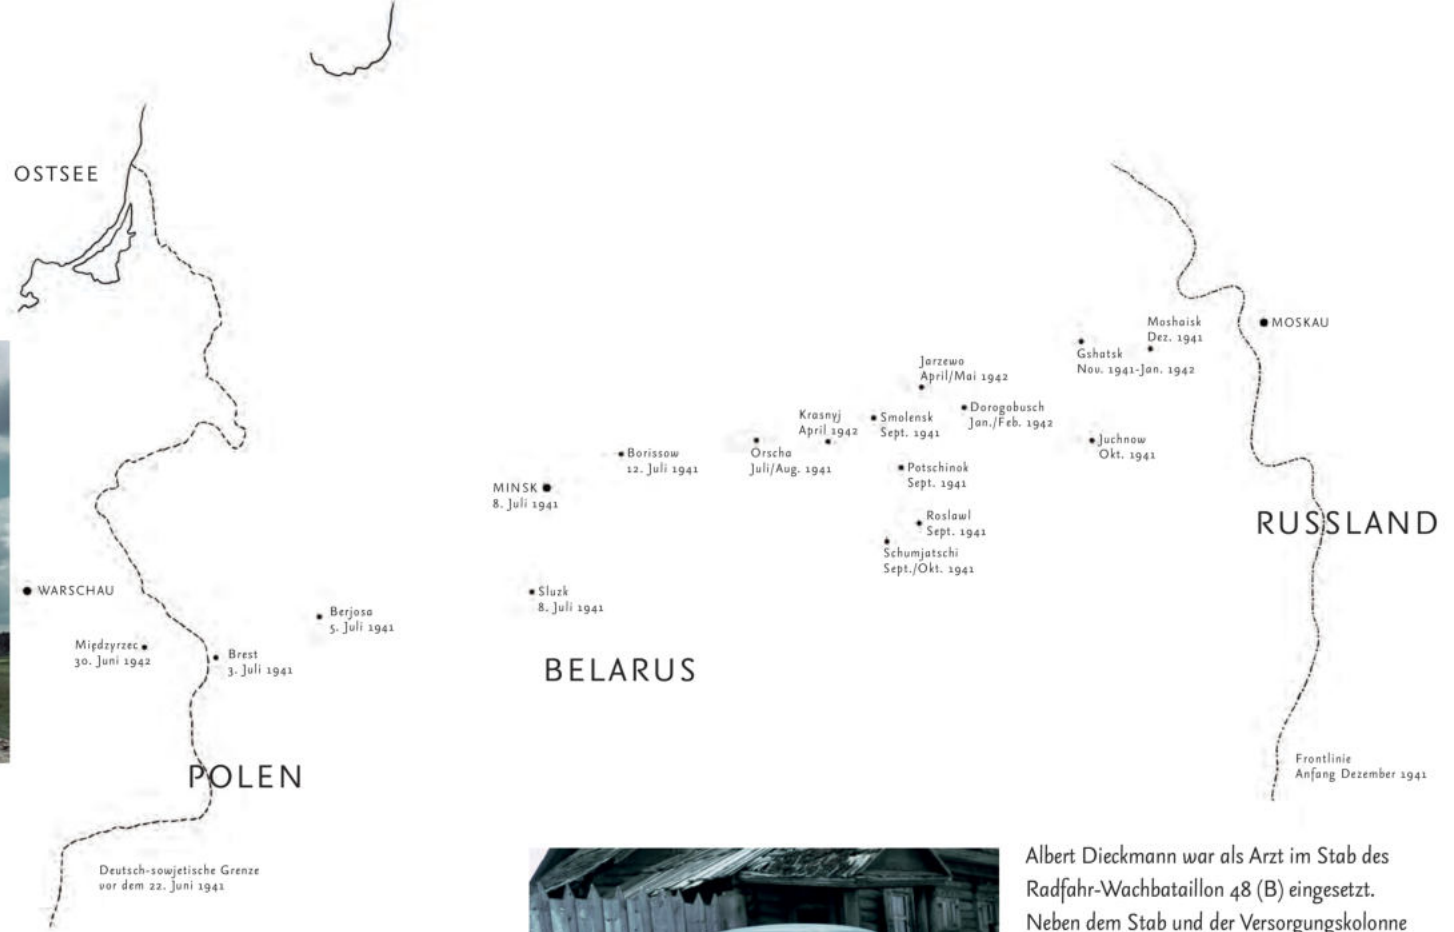 OSTSEE
Moshaisk
Dez. 1941
MOSKAU
Gshatsk
Nov. 1941-Jan. 1942
Jarzewo
April/Mai 1942
Krasnyj
April 1942
Smolensk
Sept. 1941
Dorogobusch
Jan./Feb. 1942
Juchnow
Okt. 1941
Orscha
Juli/Aug. 1941
Borissow
12. Juli 1941
Potschinok
Sept. 1941
MINSK
8. Juli 1941
Roslawl
Sept. 1941
RUSSLAND
Schumjatschi
Sept./Okt. 1941
WARSCHAU
Sluzk
8. Juli 1941
Berjosa
5. Juli 1941
Międzyrzec
30. Juni 1942
Brest
3. Juli 1941
BELARUS
POLEN
Frontlinie
Anfang Dezember 1941
Deutsch-sowjetische Grenze
vor dem 22. Juni 1941
Albert Dieckmann war als Arzt im Stab des
Radfahr-Wachbataillon 48 (B) eingesetzt.
Neben dem Stab und der Versorgungskolonne